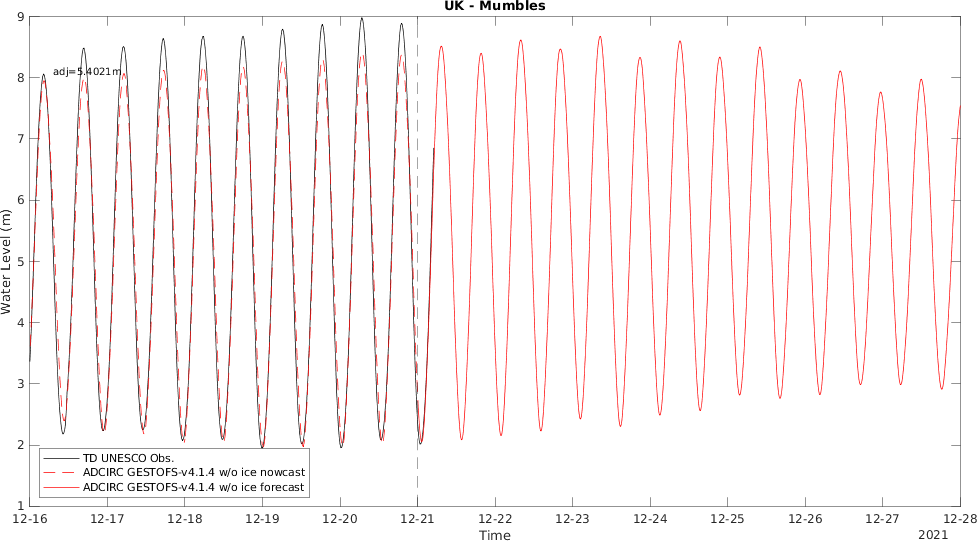 UK - Mumbles
9
8
7
6
5
4
3
2
1
Water Level (m)
adj=5.4021m
TD UNESCO Obs.
ADCIRC GESTOFS-v4.1.4 w/o ice nowcast
ADCIRC GESTOFS-v4.1.4 w/o ice forecast
12-16 12-17 12-18 12-19 12-20 12-21 12-22 12-23 12-24 12-25 12-26 12-27 12-28
Time
2021